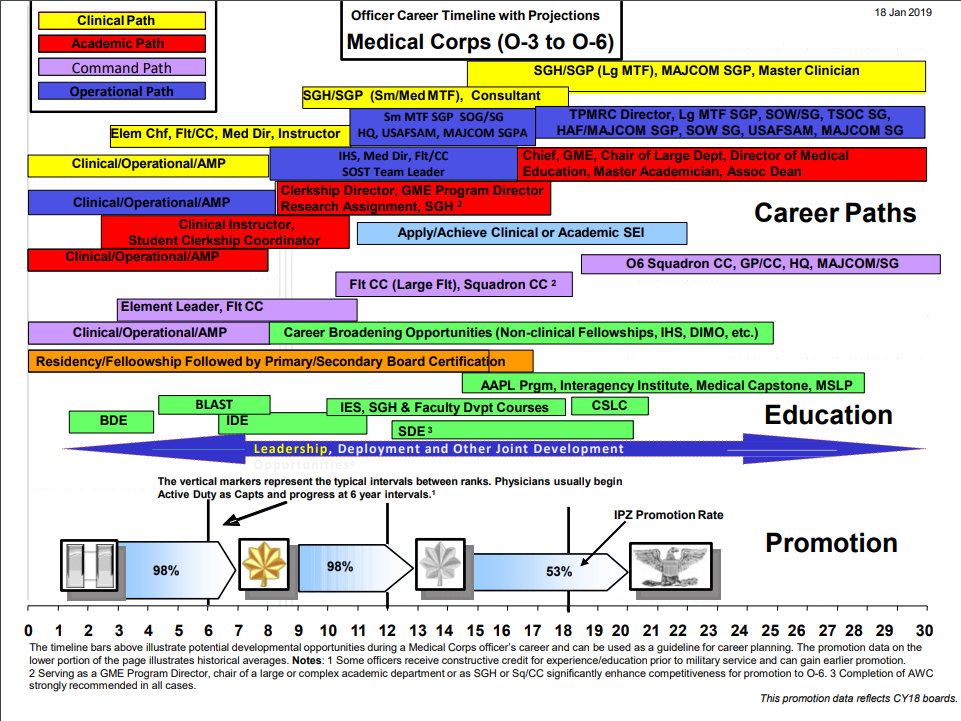 18 Jan 2019
Officer Career Timeline with Projections
Medical Corps (O-3 to O-6)
Clinical Path
Academic Path
Command Path
Operational Path
SGH/SGP (Lg MTF), MAJCOM SGP, Master Clinician
SGH/SGP (Sm/Med MTF), Consultant
Sm MTF SGP SOG/SG
HQ, USAFSAM, MAJCOM SGPA
TPMRC Director, Lg MTF SGP, SOW/SG, TSOC SG,
HAF/MAJCOM SGP, SOW SG, USAFSAM, MAJCOM SG
Elem Chf, Flt/CC, Med Dir, Instructor
Clinical/Operational/AMP
IHS, Med Dir, Flt/CC
SOST Team Leader
Chief, GME, Chair of Large Dept, Director of Medical
Education, Master Academician, Assoc Dean
Clinical/Operational/AMP
Clerkship Director, GME Program Director
Research Assignment, SGH 2
Career Paths
Clinical Instructor,
Student Clerkship Coordinator
Apply/Achieve Clinical or Academic SEI
Clinical/Operational/AMP
O6 Squadron CC, GP/CC, HQ, MAJCOM/SG
Flt CC (Large Flt), Squadron CC 2
Element Leader, Flt CC
Clinical/Operational/AMP
Career Broadening Opportunities (Non-clinical Fellowships, IHS, DIMO, etc.)
Residency/Felloowship Followed by Primary/Secondary Board Certification
AAPL Prgm, Interagency Institute, Medical Capstone, MSLP
BLAST
IES, SGH & Faculty Dvpt Courses
CSLC
Education
BDE
IDE
SDE 3
Leadership, Deployment and Other Joint Development
Opportunities4
The vertical markers represent the typical intervals between ranks. Physicians usually begin
Active Duty as Capts and progress at 6 year intervals.1
IPZ Promotion Rate
Promotion
98%
98%
53%
0 1 2 3 4 5 6 7 8 9 10 11 12 13 14 15 16 17 18 19 20 21 22 23 24 25 26 27 28 29 30
The timeline bars above illustrate potential developmental opportunities during a Medical Corps officer's career and can be used as a guideline for career planning. The promotion data on the
lower portion of the page illustrates historical averages. Notes: 1 Some officers receive constructive credit for experience/education prior to military service and can gain earlier promotion.
2 Serving as a GME Program Director, chair of a large or complex academic department or as SGH or Sq/CC significantly enhance competitiveness for promotion to O-6. 3 Completion of AWC
strongly recommended in all cases.
This promotion data reflects CY18 boards.